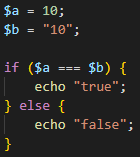 $a = 10;
$b = "10";

if ($a === $b) {
    echo "true";
} else {
    echo "false";
}